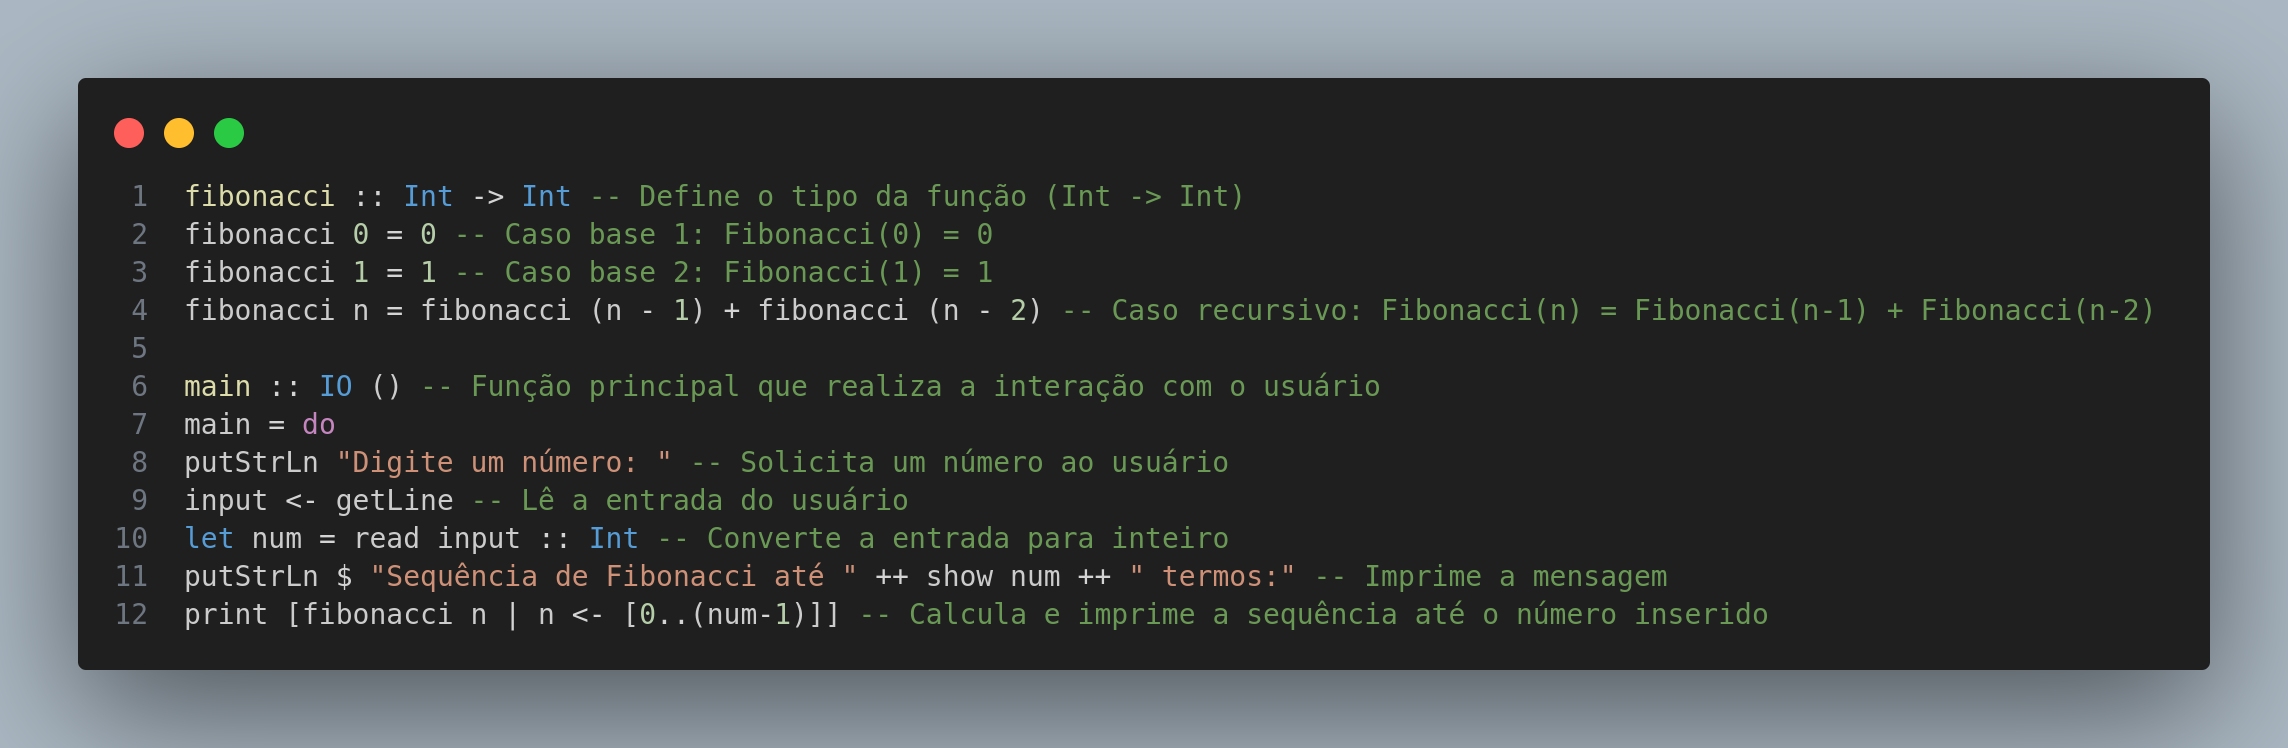 1 fibonacci :: Int -> Int -- Define o tipo da função (Int -> Int)
2 fibonacci 0 = 0 -- Caso base 1: Fibonacci(0) = 0
3 fibonacci 1 = 1 -- Caso base 2: Fibonacci(1) = 1
4 fibonacci n = fibonacci (n - 1) + fibonacci (n - 2) -- Caso recursivo: Fibonacci(n) = Fibonacci(n-1) + Fibonacci(n-2)
5
6 main :: IO () -- Função principal que realiza a interação com o usuário
7 main = do
8 putStrLn "Digite um número: " -- Solicita um número ao usuário
9 input <- getLine -- Lê a entrada do usuário
10 let num = read input :: Int -- Converte a entrada para inteiro
11 putStrLn $ "Sequência de Fibonacci até " ++ show num ++ " termos:" -- Imprime a mensagem
12 print [fibonacci n | n <- [0..(num-1)]] -- Calcula e imprime a sequência até o número inserido